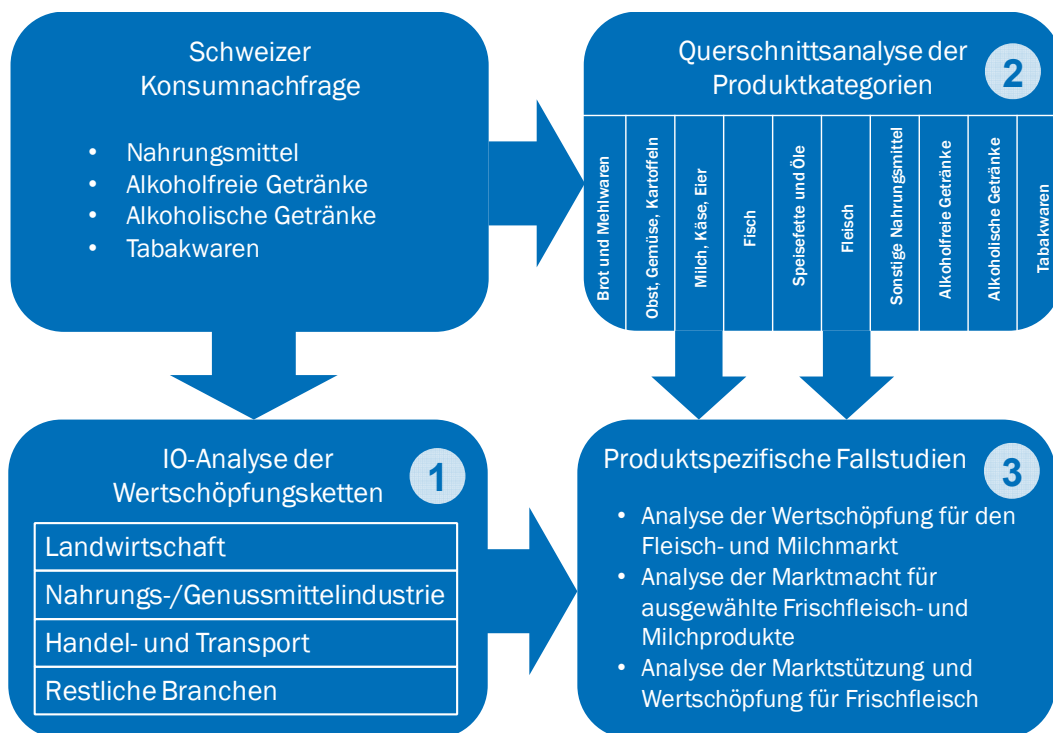 Schweizer
Konsumnachfrage
• Nahrungsmittel
• Alkoholfreie Getränke
• Alkoholische Getränke
• Tabakwaren
Querschnittsanalyse der
Produktkategorien
2
Brot und Mehlwaren
Obst, Gemüse, Kartoffeln
Milch, Käse, Eier
Fisch
Speisefette und Öle
Fleisch
Sonstige Nahrungsmittel
Alkoholfreie Getränke
Alkoholische Getränke
Tabakwaren
IO-Analyse der
Wertschöpfungsketten
1
Landwirtschaft
Nahrungs-/Genussmittelindustrie
Handel- und Transport
Restliche Branchen
Produktspezifische Fallstudien
3
• Analyse der Wertschöpfung für den
Fleisch- und Milchmarkt
• Analyse der Marktmacht für
ausgewählte Frischfleisch- und
Milchprodukte
• Analyse der Marktstützung und
Wertschöpfung für Frischfleisch